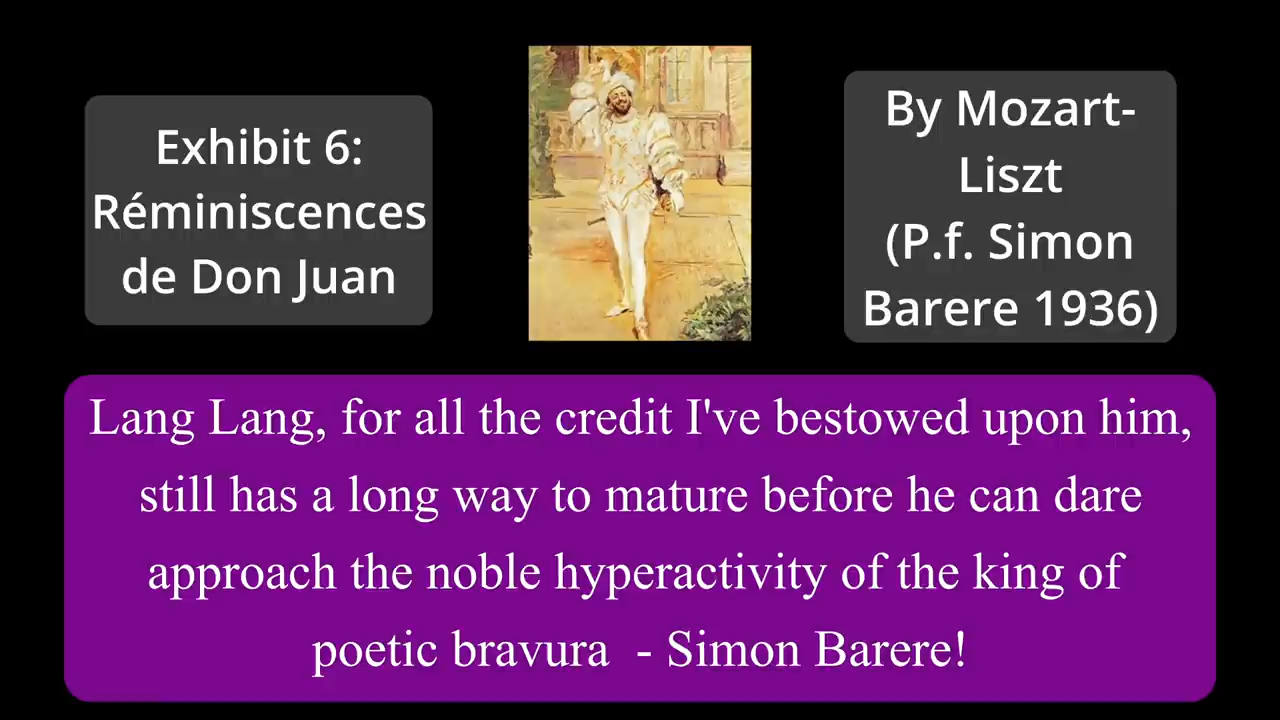 Exhibit 6:
Réminiscences
de Don Juan
By Mozart-
Liszt
(P.f. Simon
Barere 1936)
Lang Lang, for all the credit I've bestowed upon him,
still has a long way to mature before he can dare
approach the noble hyperactivity of the king of
poetic bravura  - Simon Barere!